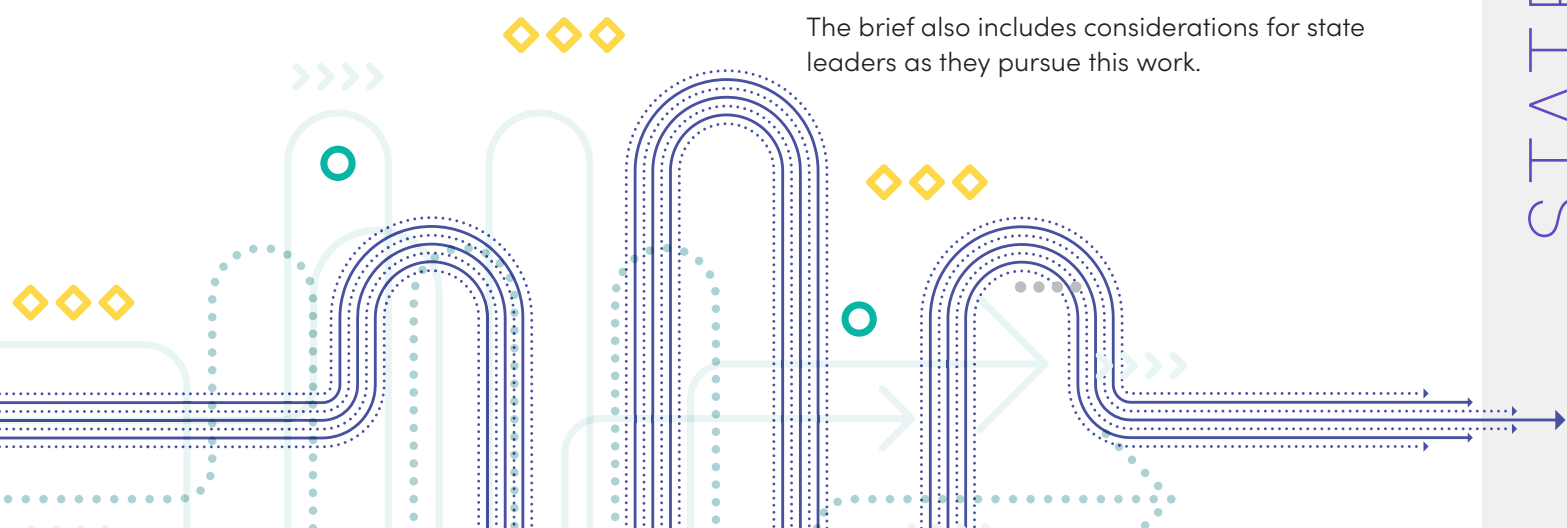 The brief also includes considerations for state
leaders as they pursue this work.